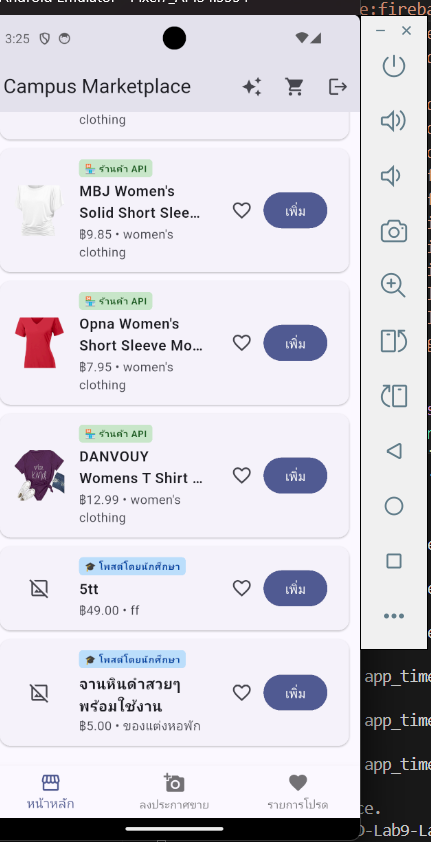 3:25
Campus Marketplace
clothing
ร้านค้า API
MBJ Women's
Solid Short Slee...
฿9.85 • women's
clothing
เพิ่ม
ร้านค้า API
Opna Women's
Short Sleeve Mo...
฿7.95 • women's
clothing
เพิ่ม
ร้านค้า API
DANVOUY
Womens T Shirt ...
฿12.99 • women's
clothing
เพิ่ม
โพสต์โดยนักศึกษา
5tt
฿49.00 • ff
เพิ่ม
โพสต์โดยนักศึกษา
จานหินดำสวยๆ
พร้อมใช้งาน
฿5.00 • ของแต่งหอพัก
เพิ่ม
หน้าหลัก
ลงประกาศขาย
รายการโปรด
e:fireba
app_time
app_time
app_time
ce.
-Lab9-La